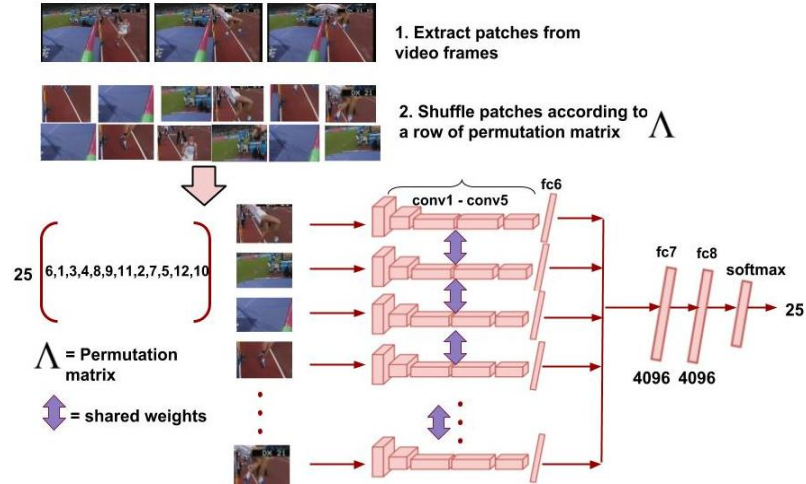 1. Extract patches from
video frames
2. Shuffle patches according to
a row of permutation matrix Λ
fc6
conv1 - conv5
25
6,1,3,4,8,9,11,2,7,5,12,10
fc7
fc8
softmax
25
Λ = Permutation
matrix
4096 4096
= shared weights